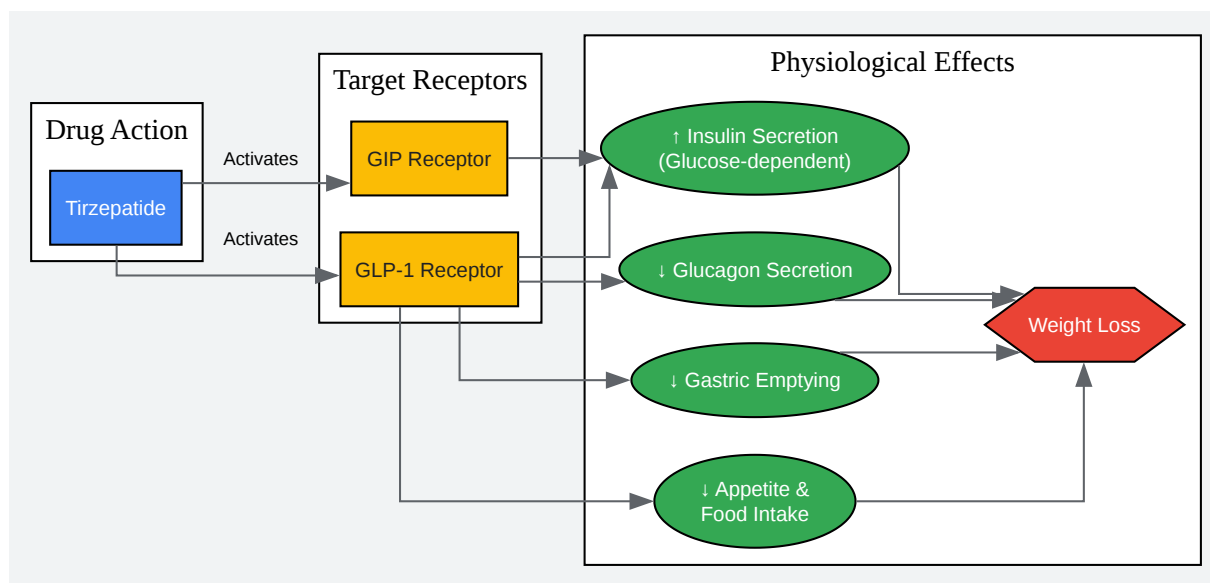 Drug Action
Tirzepatide
Activates
Activates
Target Receptors
GIP Receptor
GLP-1 Receptor
Physiological Effects
↑ Insulin Secretion
(Glucose-dependent)
↓ Glucagon Secretion
↓ Gastric Emptying
↓ Appetite &
Food Intake
Weight Loss